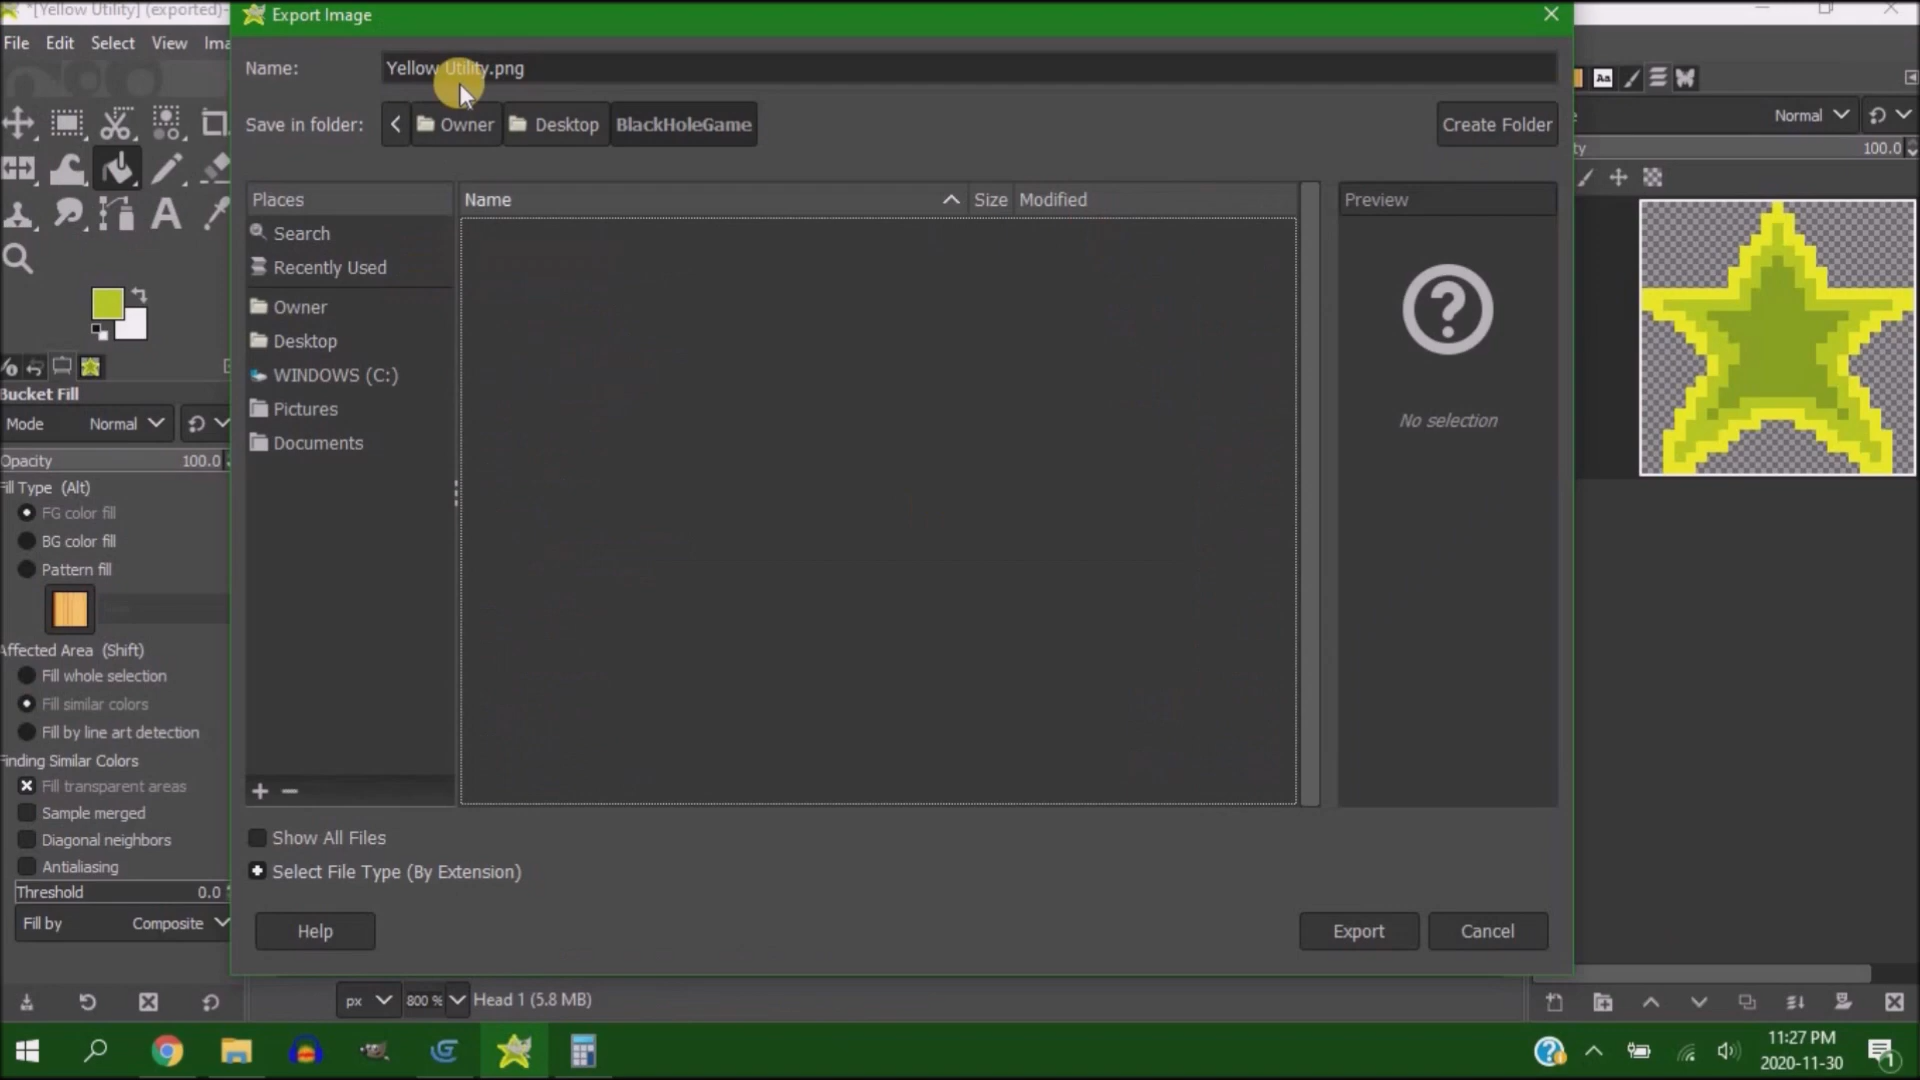 *[Yellow Utility] (exported)-
Export Image
File Edit Select View Ima
Name: Yellow Utility.png
Save in folder: Owner Desktop BlackHoleGame Create Folder
Normal
100.0
Places
Search
Recently Used
Owner
Desktop
WINDOWS (C:)
Pictures
Documents
Name Size Modified
Preview
No selection
Bucket Fill
Mode Normal
Opacity 100.0
Fill Type (Alt)
FG color fill
BG color fill
Pattern fill
Affected Area (Shift)
Fill whole selection
Fill similar colors
Fill by line art detection
Finding Similar Colors
Fill transparent areas
Sample merged
Diagonal neighbors
Antialiasing
Threshold 0.0
Fill by Composite
Show All Files
Select File Type (By Extension)
Help Export Cancel
px 800 % Head 1 (5.8 MB)
11:27 PM
2020-11-30
1